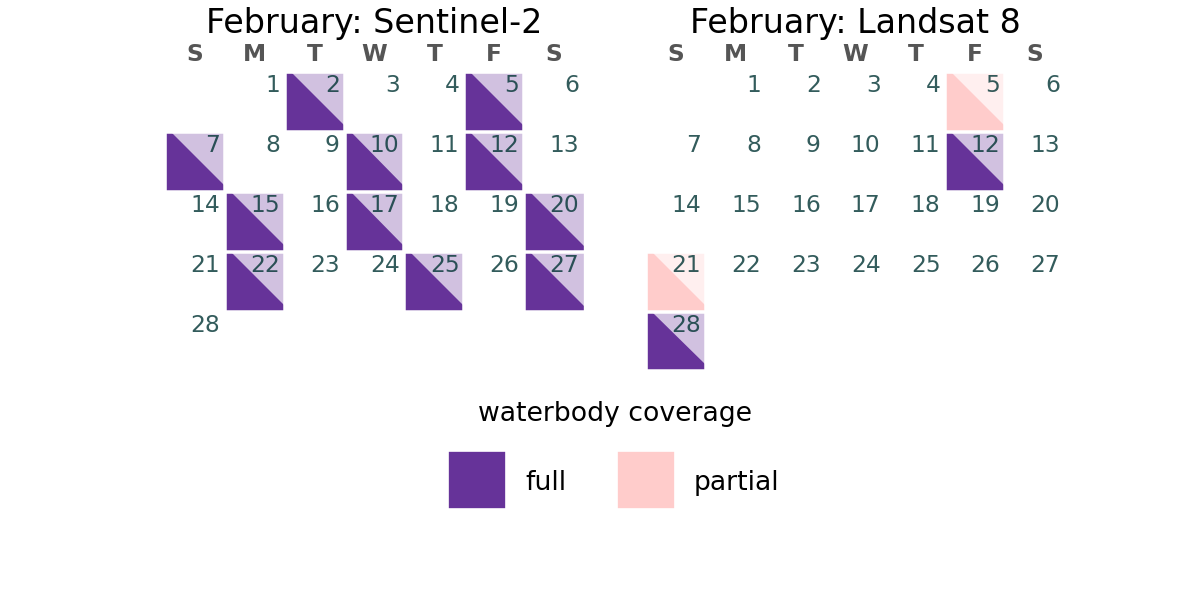 February: Sentinel-2
S M T W T F S
1 2 3 4 5 6
7 8 9 10 11 12 13
14 15 16 17 18 19 20
21 22 23 24 25 26 27
28
February: Landsat 8
S M T W T F S
1 2 3 4 5 6
7 8 9 10 11 12 13
14 15 16 17 18 19 20
21 22 23 24 25 26 27
28
waterbody coverage
full partial